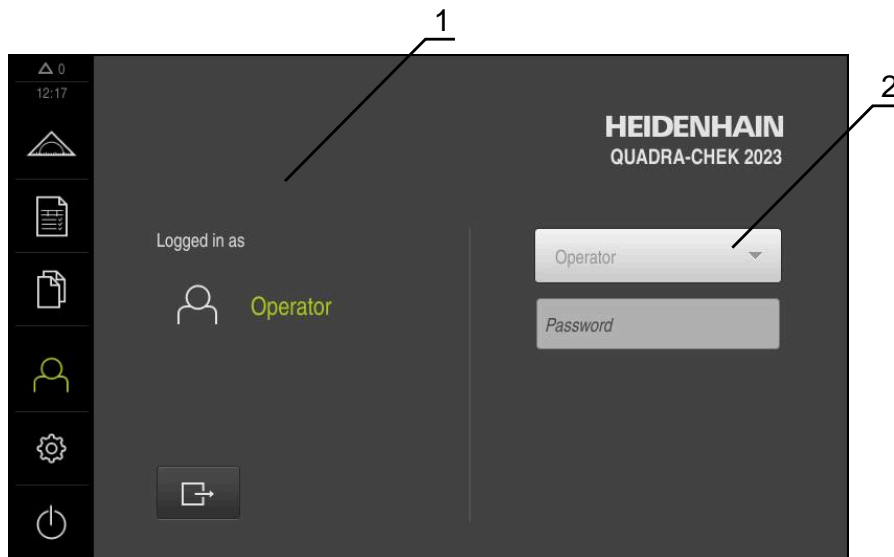 1
2
0
12:17
HEIDENHAIN
QUADRA-CHEK 2023
Logged in as
Operator
Operator
Password